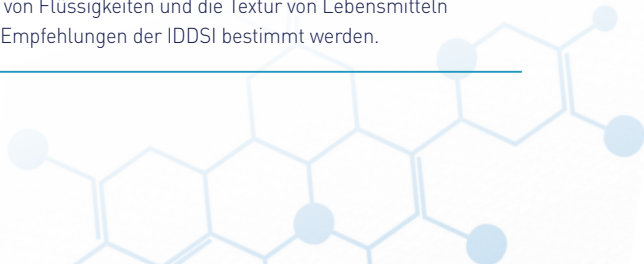 von Flüssigkeiten und die Textur von Lebensmitteln
Empfehlungen der IDDSI bestimmt werden.